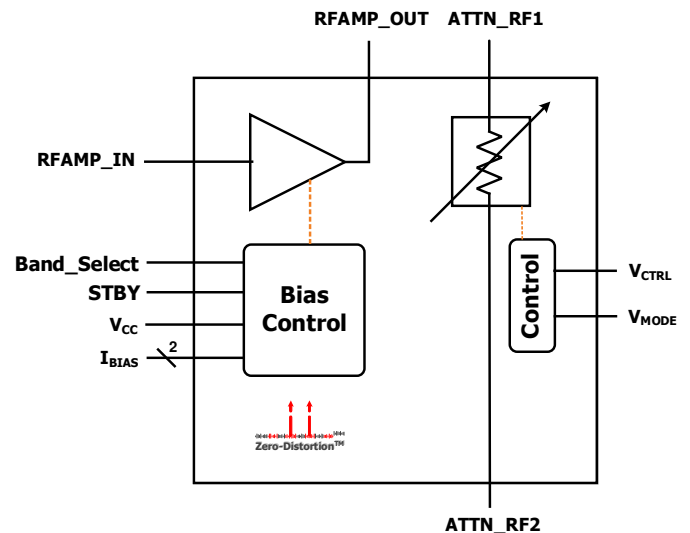 RFAMP_OUT
ATTN_RF1
RFAMP_IN
Band_Select
STBY
VCC
IBIAS
2
Bias
Control
Control
VCTRL
VMODE
Zero-Distortion™
ATTN_RF2